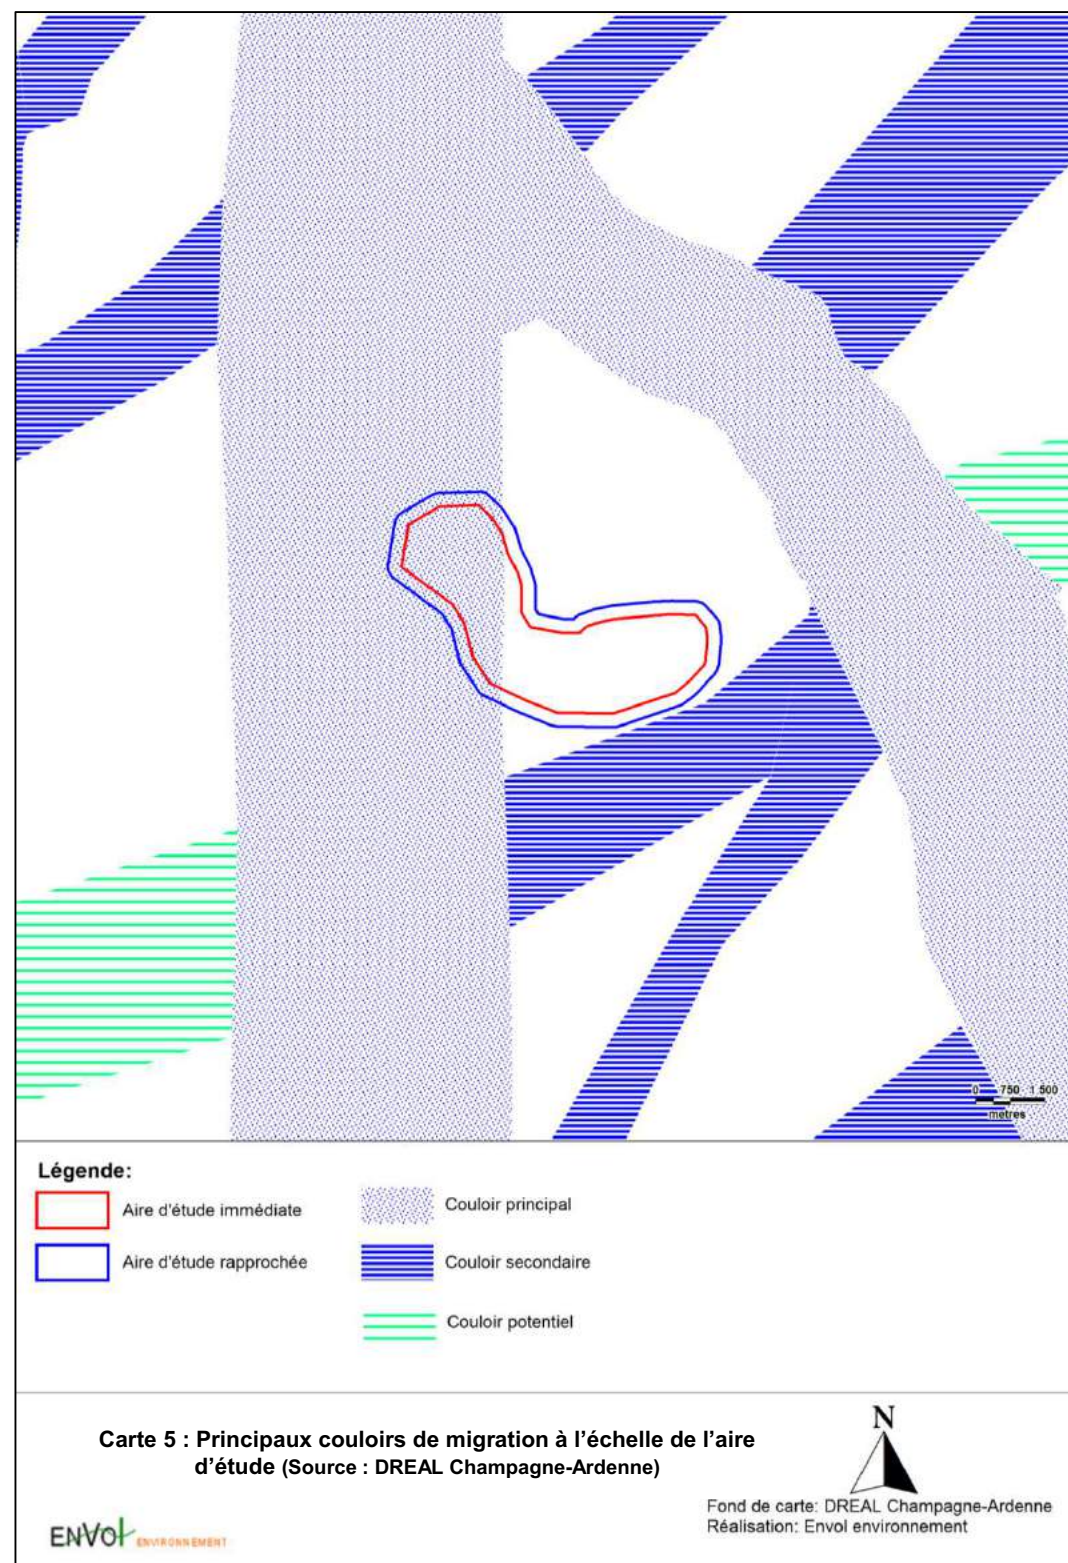 0 750 1 500
metres
Légende:
Aire d'étude immédiate
Aire d'étude rapprochée
Couloir principal
Couloir secondaire
Couloir potentiel
Carte 5 : Principaux couloirs de migration à l'échelle de l'aire
d'étude (Source : DREAL Champagne-Ardenne)
N
Fond de carte: DREAL Champagne-Ardenne
Réalisation: Envol environnement
ENVOl ENVIRONNEMENT